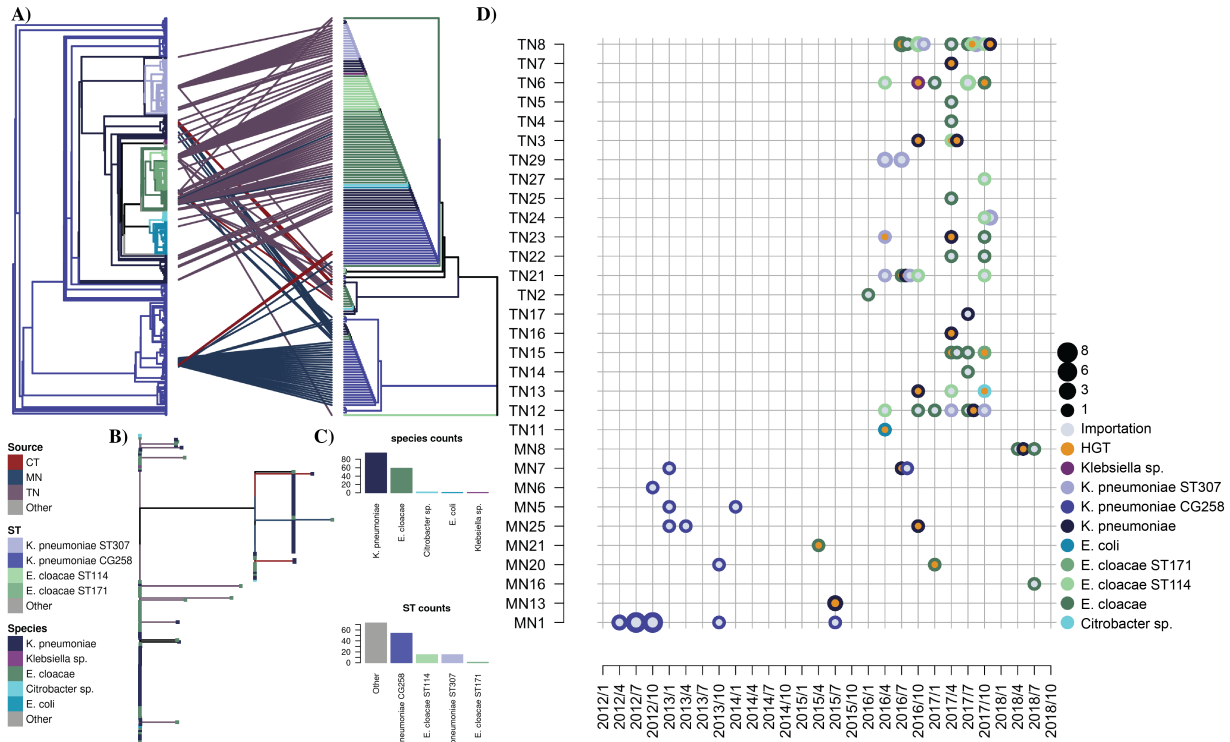 A)
D)
TN8
TN7
TN6
TN5
TN4
TN3
TN29
TN27
TN25
TN24
TN23
TN22
TN21
TN2
TN17
TN16
TN15
TN14
TN13
TN12
TN11
MN8
MN7
MN6
MN5
MN25
MN21
MN20
MN16
MN13
MN1
8
6
3
1
Importation
HGT
Klebsiella sp.
K. pneumoniae ST307
K. pneumoniae CG258
K. pneumoniae
E. coli
E. cloacae ST171
E. cloacae ST114
E. cloacae
Citrobacter sp.
2012/1
2012/4
2012/7
2012/10
2013/1
2013/4
2013/7
2013/10
2014/1
2014/4
2014/7
2014/10
2015/1
2015/4
2015/7
2015/10
2016/1
2016/4
2016/7
2016/10
2017/1
2017/4
2017/7
2017/10
2018/1
2018/4
2018/7
2018/10
B)
C)
Source
CT
MN
TN
Other
ST
K. pneumoniae ST307
K. pneumoniae CG258
E. cloacae ST114
E. cloacae ST171
Other
Species
K. pneumoniae
Klebsiella sp.
E. cloacae
Citrobacter sp.
E. coli
Other
species counts
80
60
40
20
0
K. pneumoniae
E. cloacae
Citrobacter sp.
E. coli
Klebsiella sp.
ST counts
60
40
20
0
Other
neumoniae CG258
E. cloacae ST114
neumoniae ST307
E. cloacae ST171